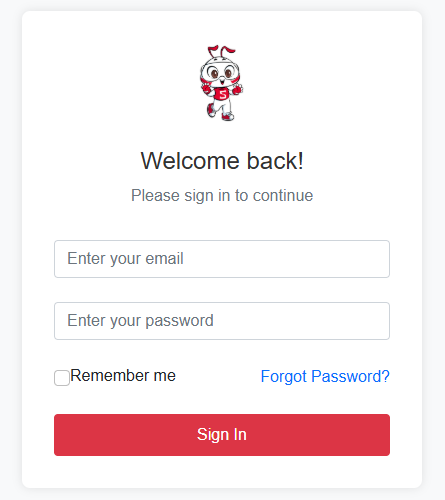 S
Welcome back!
Please sign in to continue
Enter your email
Enter your password
Remember me
Forgot Password?
Sign In